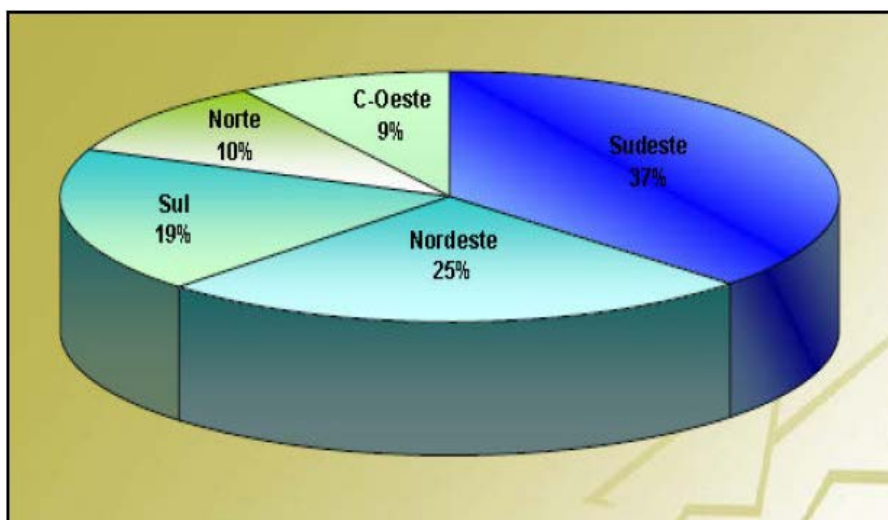 C-Oeste
9%
Norte
10%
Sudeste
37%
Sul
19%
Nordeste
25%